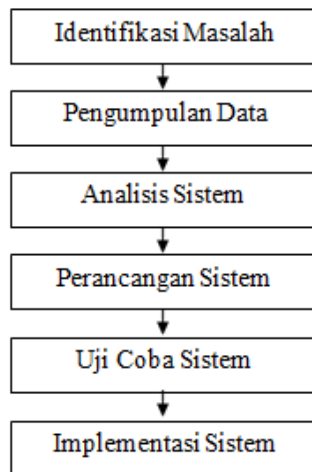 Identifikasi Masalah
Pengumpulan Data
Analisis Sistem
Perancangan Sistem
Uji Coba Sistem
Implementasi Sistem